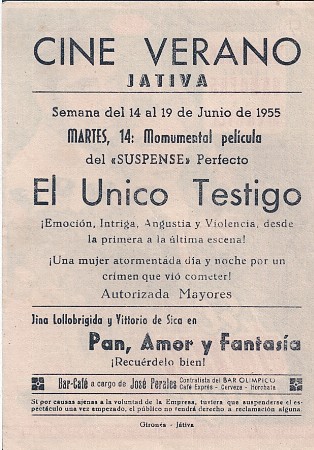 CINE VERANO
JATIVA
Semana del 14 al 19 de Junio de 1955
MARTES, 14: Momumental película
del «SUSPENSE» Perfecto
El Unico Testigo
¡Emoción, Intriga, Angustia y Violencia, desde
la primera a la última escena!
¡Una mujer atormentada día y noche por un
crimen que vió cometer!
Autorizada Mayores
Jina Lollobrigida y Vittorio de Sica en
Pan, Amor y Fantasía
¡Recuérdelo bien!
Bar-Café a cargo de José Perales Contratista del BAR OLIMPICO
Café Exprés - Cerveza - Horchata
Si por causas ajenas a la voluntad de la Empresa, tuviera que suspenderse el es-
pectáculo una vez empezado, el público no tendrá derecho a reclamación alguna.
Gironés - Játiva